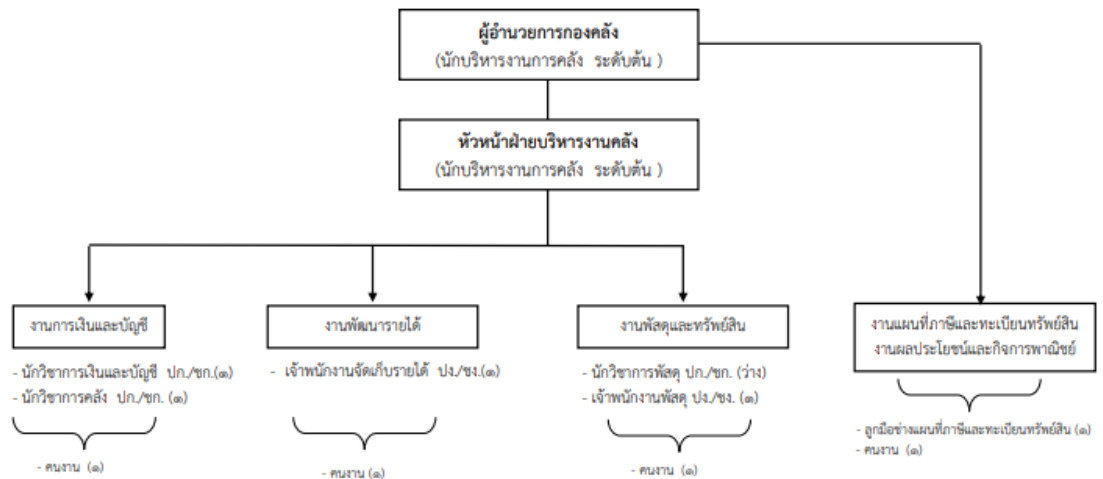 ผู้อำนวยการกองคลัง
(นักบริหารงานการคลัง ระดับต้น )
หัวหน้าฝ่ายบริหารงานคลัง
(นักบริหารงานการคลัง ระดับต้น )
งานการเงินและบัญชี
- นักวิชาการเงินและบัญชี ปก./ชก.(๑)
- นักวิชาการคลัง ปก./ชก. (๑)
- คนงาน (๑)
งานพัฒนารายได้
- เจ้าพนักงานจัดเก็บรายได้ ปง./ชง.(๑)
- คนงาน (๑)
งานพัสดุและทรัพย์สิน
- นักวิชาการพัสดุ ปก./ชก. (ว่าง)
- เจ้าพนักงานพัสดุ ปง./ชง. (๑)
- คนงาน (๑)
งานแผนที่ภาษีและทะเบียนทรัพย์สิน
งานผลประโยชน์และกิจการพาณิชย์
- ลูกมือช่างแผนที่ภาษีและทะเบียนทรัพย์สิน (๑)
- คนงาน (๑)